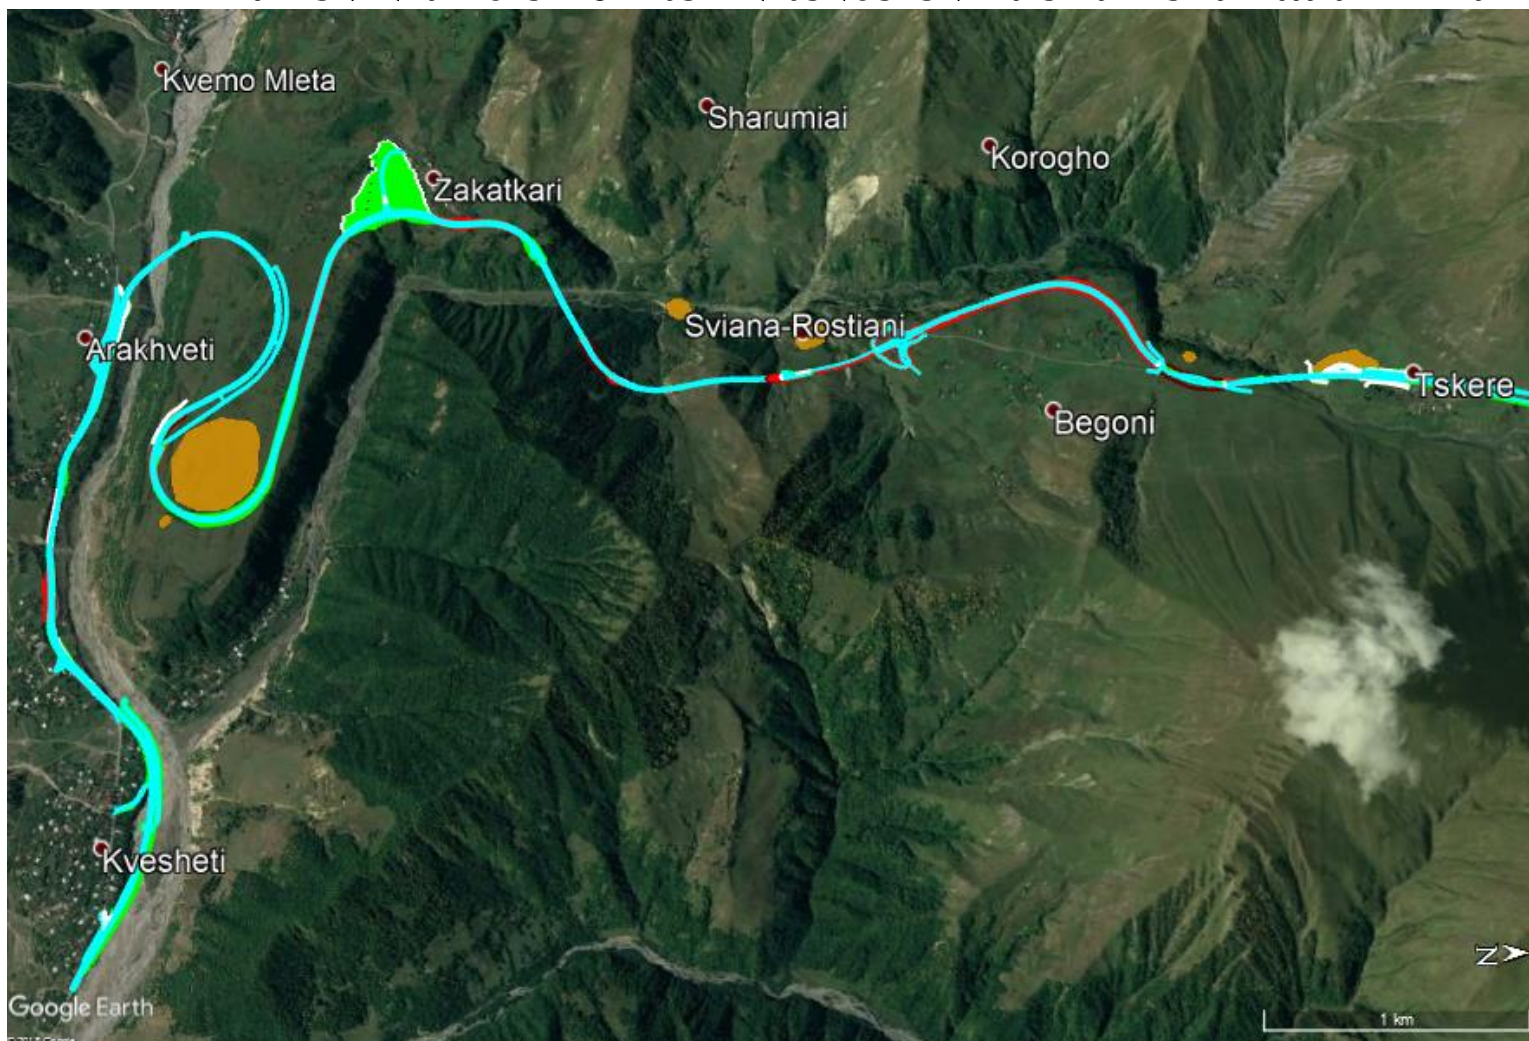 Kvemo Mleta
Sharumiai
Korogho
Zakatkari
Sviana-Rostiani
Arakhveti
Tskere
Begoni
Kvesheti
N
Google Earth
1 km